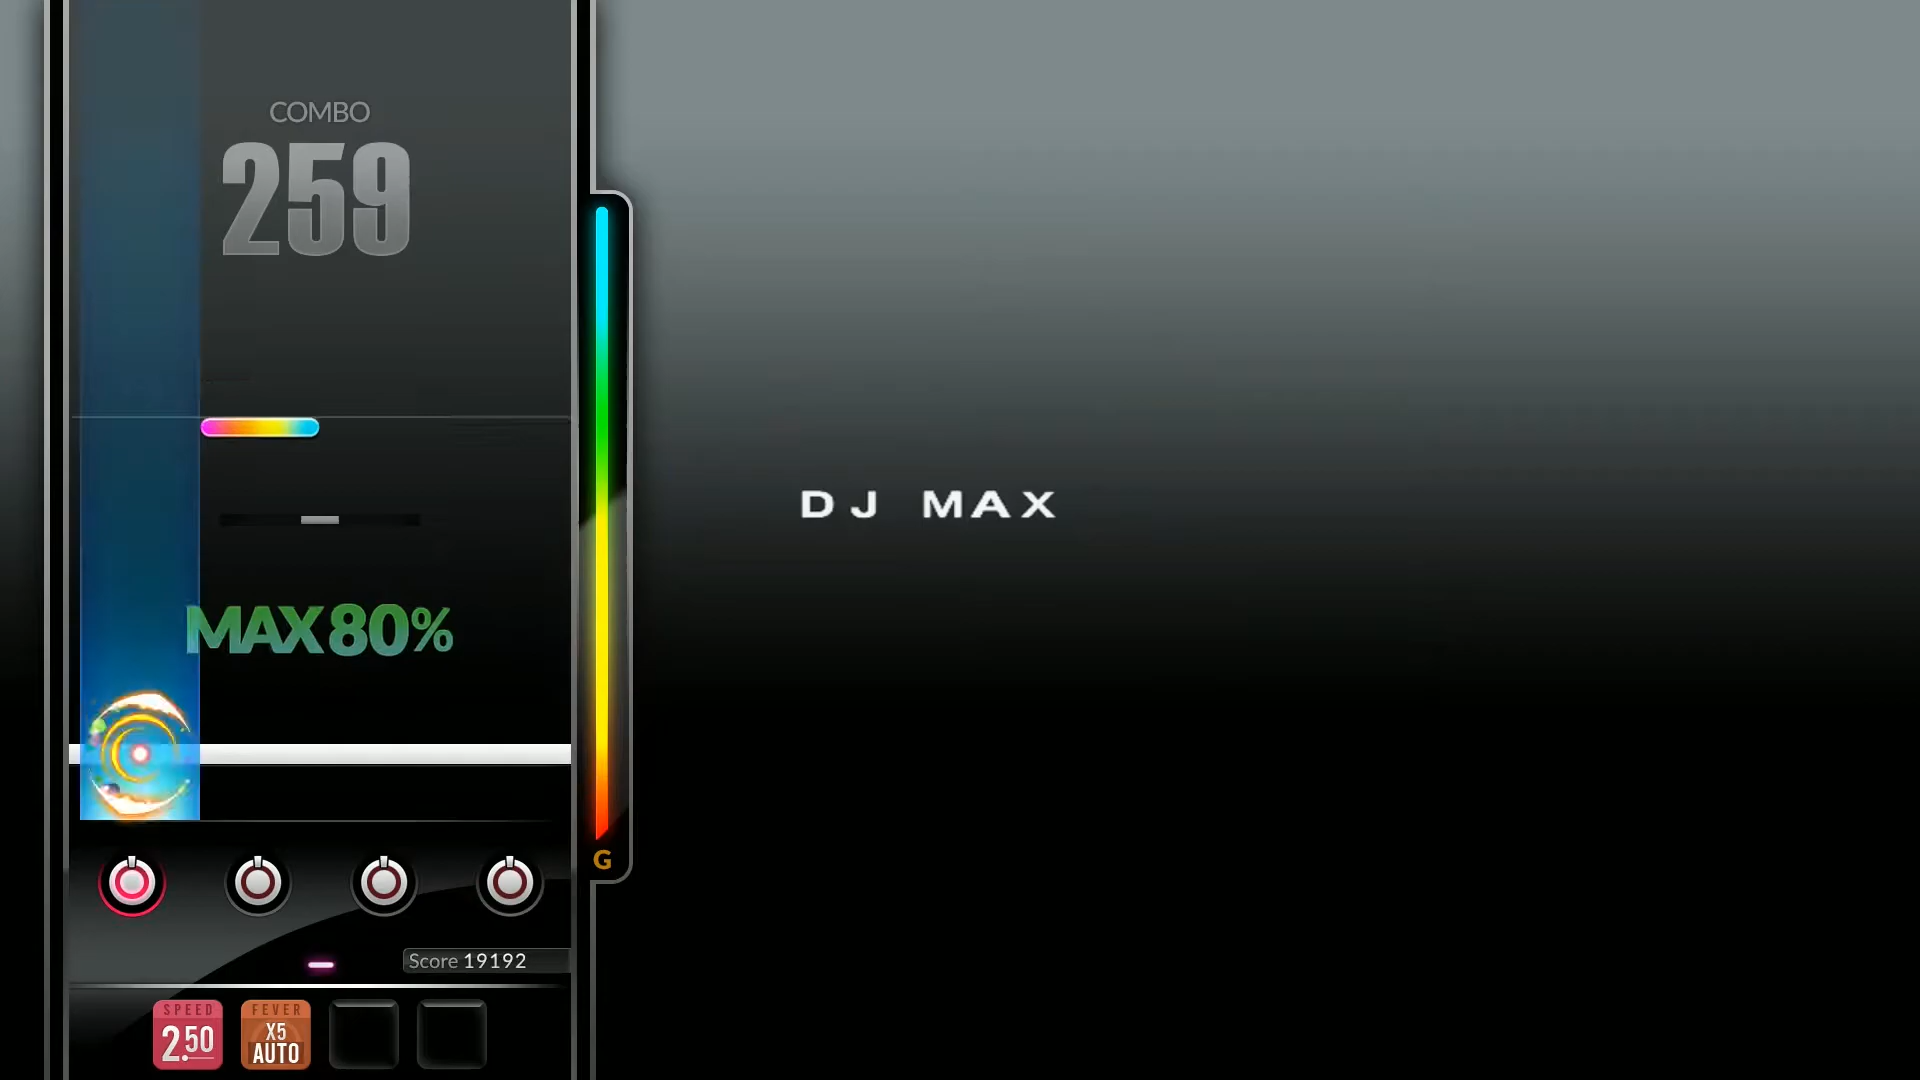 COMBO
259
DJ MAX
MAX 80%
G
Score 19192
SPEED
2.50
FEVER
X5
AUTO